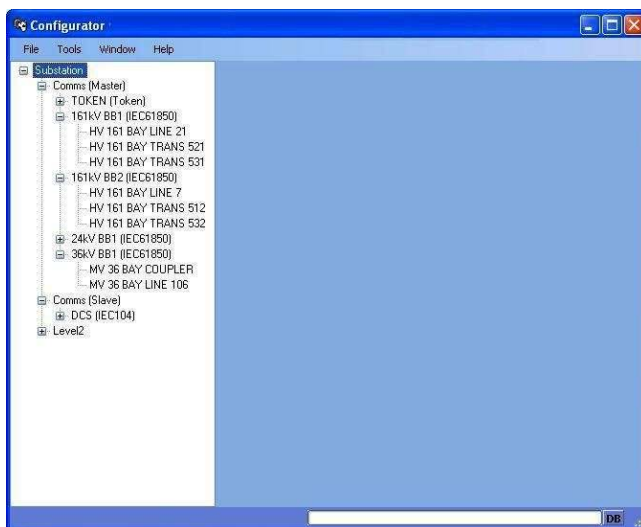 Configurator
File Tools Window Help
Substation
Comms (Master)
TOKEN (Token)
161kV BB1 (IEC61850)
HV 161 BAY LINE 21
HV 161 BAY TRANS 521
HV 161 BAY TRANS 531
161kV BB2 (IEC61850)
HV 161 BAY LINE 7
HV 161 BAY TRANS 512
HV 161 BAY TRANS 532
24kV BB1 (IEC61850)
36kV BB1 (IEC61850)
MV 36 BAY COUPLER
MV 36 BAY LINE 106
Comms (Slave)
DCS (IEC104)
Level2
DB